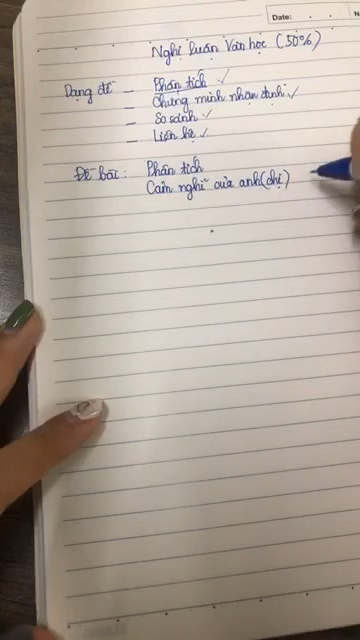 Date:
Nghị luận Văn học (50%)
Dạng đề – Phân tích ✓
– Chứng minh nhận định ✓
– So sánh ✓
– Liên hệ ✓
Đề bài: Phân tích
Cảm nghĩ của anh (chị)